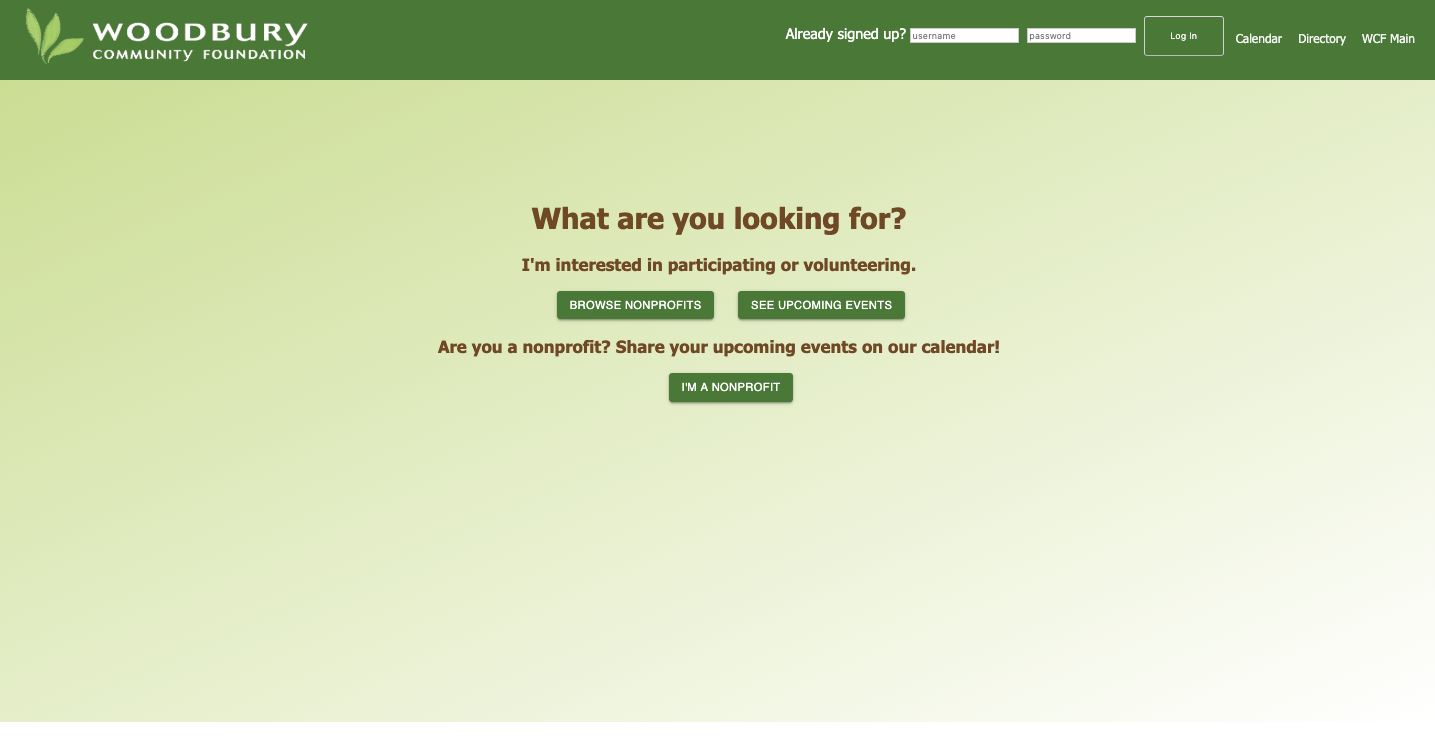 WOODBURY
COMMUNITY FOUNDATION
Already signed up? username password Log In Calendar Directory WCF Main
What are you looking for?
I'm interested in participating or volunteering.
BROWSE NONPROFITS SEE UPCOMING EVENTS
Are you a nonprofit? Share your upcoming events on our calendar!
I'M A NONPROFIT